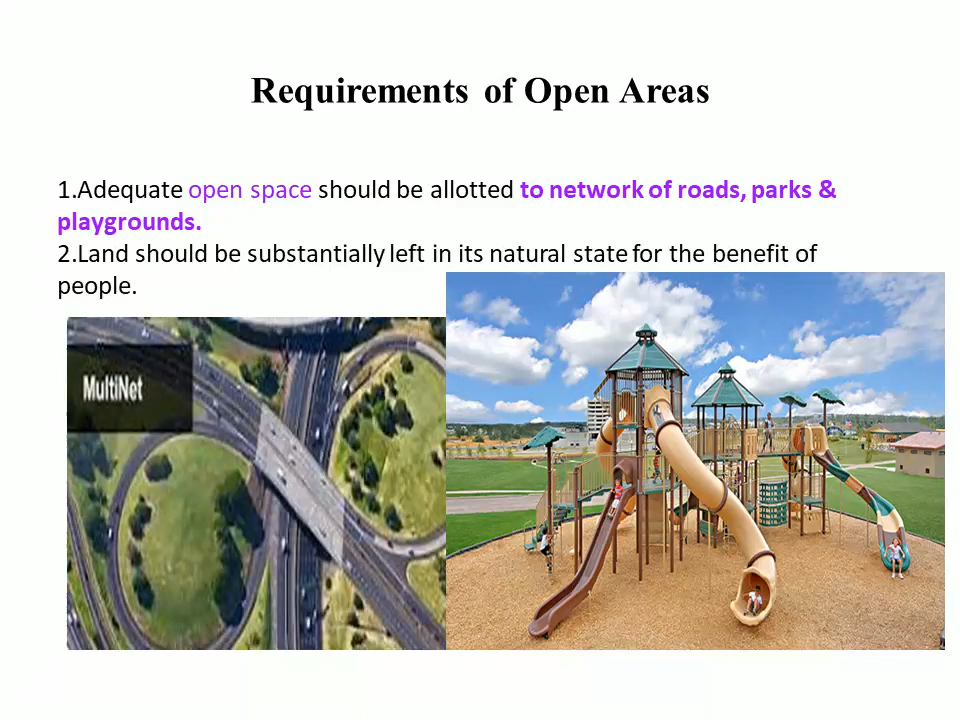 Requirements of Open Areas
1.Adequate open space should be allotted to network of roads, parks &
playgrounds.
2.Land should be substantially left in its natural state for the benefit of
people.
MultiNet